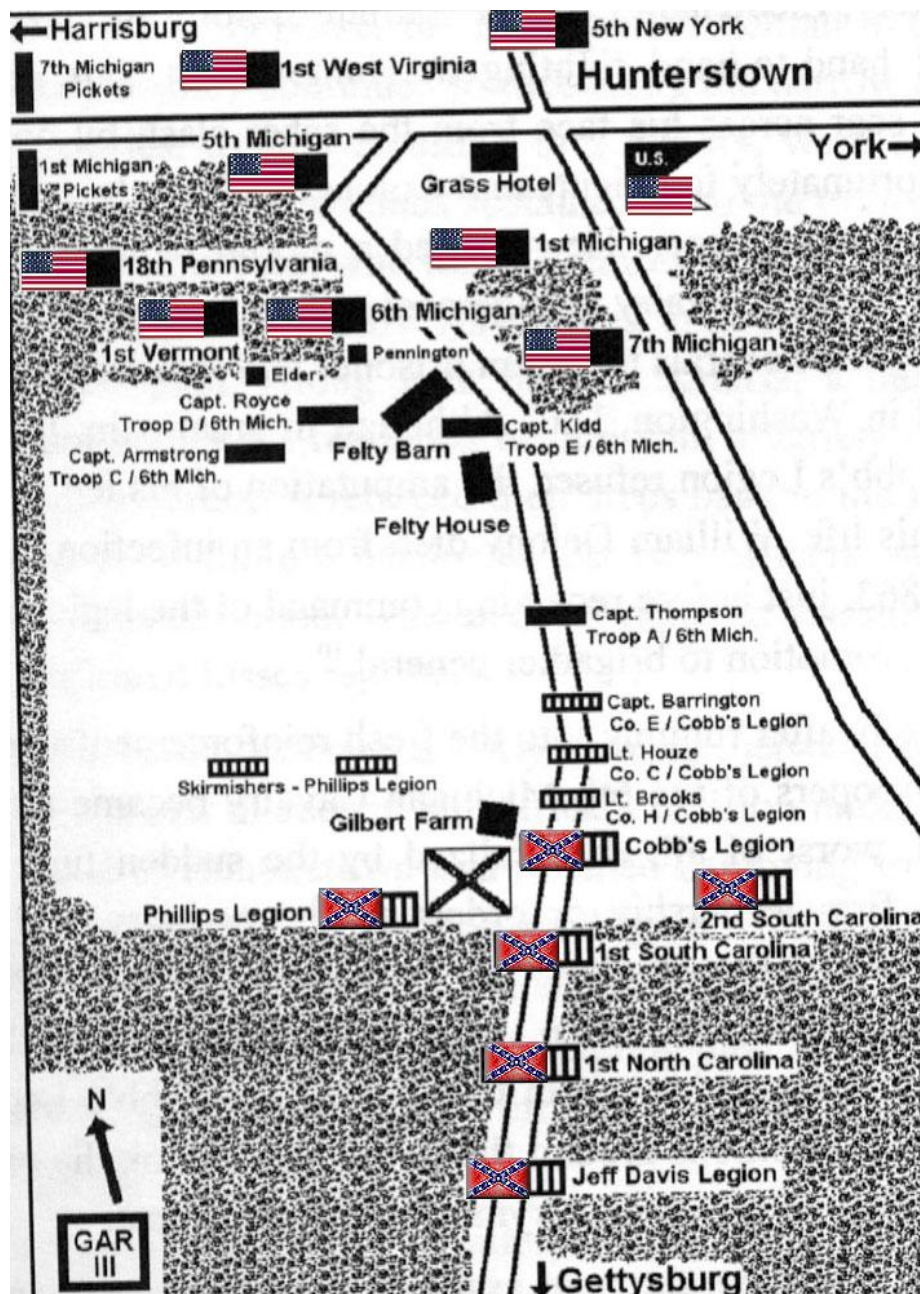 Harrisburg
5th New York
7th Michigan
Pickets
1st West Virginia
Hunterstown
5th Michigan
York
1st Michigan
Pickets
Grass Hotel
U.S.
1st Michigan
18th Pennsylvania
6th Michigan
1st Vermont
Pennington
7th Michigan
Elder
Capt. Royce
Troop D / 6th Mich.
Capt. Kidd
Troop E / 6th Mich.
Felty Barn
Capt. Armstrong
Troop C / 6th Mich.
Felty House
Capt. Thompson
Troop A / 6th Mich.
Capt. Barrington
Co. E / Cobb's Legion
Lt. Houze
Co. C / Cobb's Legion
Skirmishers - Phillips Legion
Lt. Brooks
Co. H / Cobb's Legion
Gilbert Farm
Cobb's Legion
Phillips Legion
2nd South Carolina
1st South Carolina
1st North Carolina
N
Jeff Davis Legion
GAR
III
Gettysburg